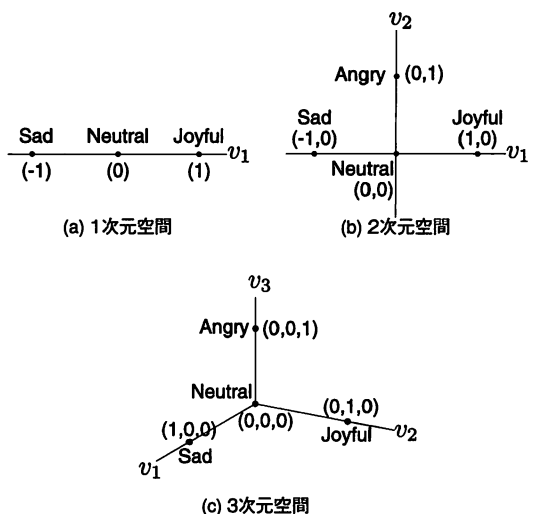 Sad Neutral Joyful
v₁
(-1) (0) (1)
(a) 1次元空間
v₂
Angry (0,1)
Sad Joyful
(-1,0) (1,0)
v₁
Neutral
(0,0)
(b) 2次元空間
v₃
Angry (0,0,1)
Neutral
(0,0,0)
(1,0,0)
Sad
v₁
(0,1,0)
Joyful
v₂
(c) 3次元空間